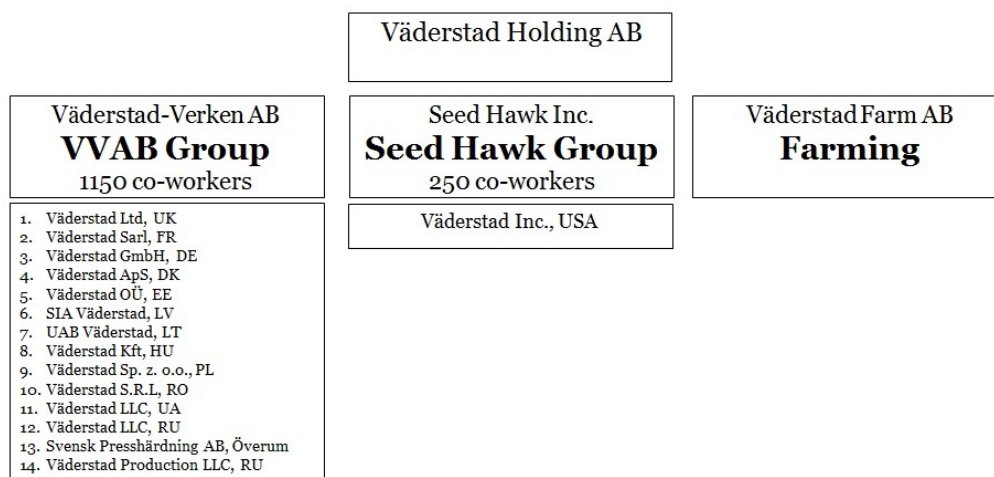 Väderstad Holding AB
Väderstad-Verken AB
VVAB Group
1150 co-workers
Seed Hawk Inc.
Seed Hawk Group
250 co-workers
Väderstad Farm AB
Farming
1. Väderstad Ltd, UK
2. Väderstad Sarl, FR
3. Väderstad GmbH, DE
4. Väderstad ApS, DK
5. Väderstad OÜ, EE
6. SIA Väderstad, LV
7. UAB Väderstad, LT
8. Väderstad Kft, HU
9. Väderstad Sp. z. o.o., PL
10. Väderstad S.R.L, RO
11. Väderstad LLC, UA
12. Väderstad LLC, RU
13. Svensk Presshärdning AB, Överum
14. Väderstad Production LLC, RU
Väderstad Inc., USA